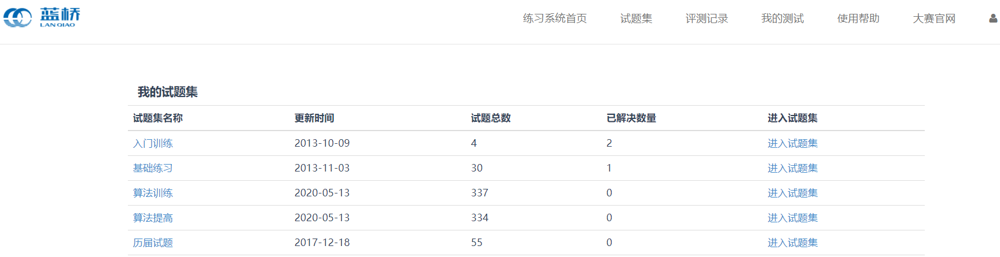 蓝桥
LAN QIAO
练习系统首页 试题集 评测记录 我的测试 使用帮助 大赛官网
我的试题集
试题集名称 更新时间 试题总数 已解决数量 进入试题集
入门训练 2013-10-09 4 2 进入试题集
基础练习 2013-11-03 30 1 进入试题集
算法训练 2020-05-13 337 0 进入试题集
算法提高 2020-05-13 334 0 进入试题集
历届试题 2017-12-18 55 0 进入试题集